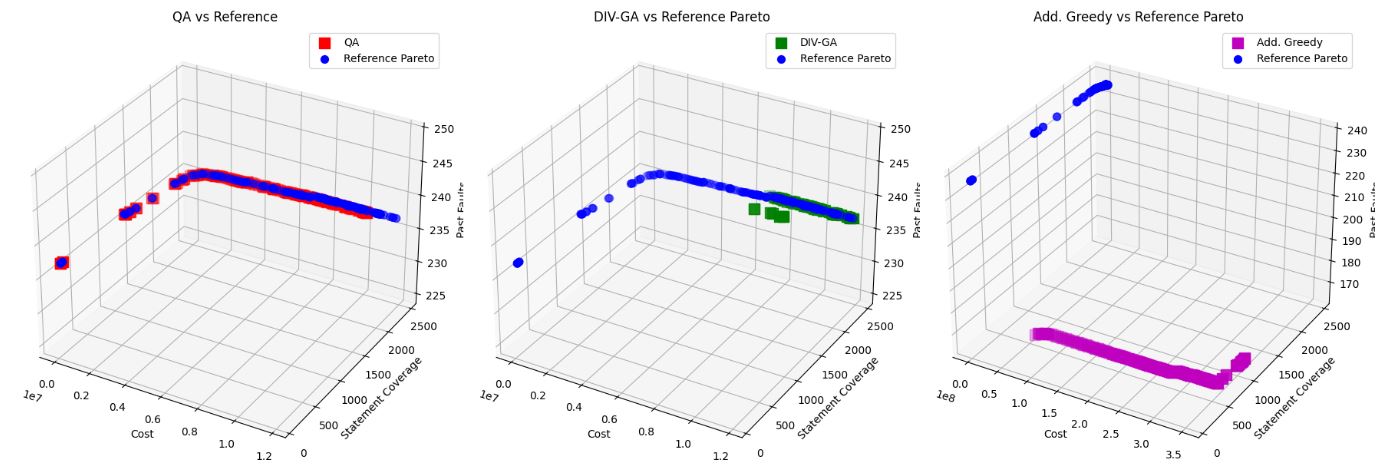 QA vs Reference
QA
Reference Pareto
250
245
240
235
230
225
Past Faults
2500
2000
1500
1000
500
0
Statement Coverage
0.0
0.2
0.4
0.6
0.8
1.0
1.2
1e7
Cost
DIV-GA vs Reference Pareto
DIV-GA
Reference Pareto
250
245
240
235
230
225
Past Faults
2500
2000
1500
1000
500
0
Statement Coverage
0.0
0.2
0.4
0.6
0.8
1.0
1.2
1e7
Cost
Add. Greedy vs Reference Pareto
Add. Greedy
Reference Pareto
240
230
220
210
200
190
180
170
Past Faults
2500
2000
1500
1000
500
0
Statement Coverage
0.0
0.5
1.0
1.5
2.0
2.5
3.0
3.5
1e8
Cost